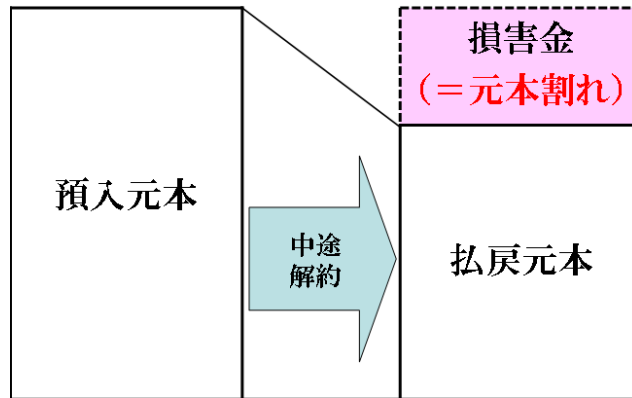 損害金
（＝元本割れ）
預入元本
中途
解約
払戻元本